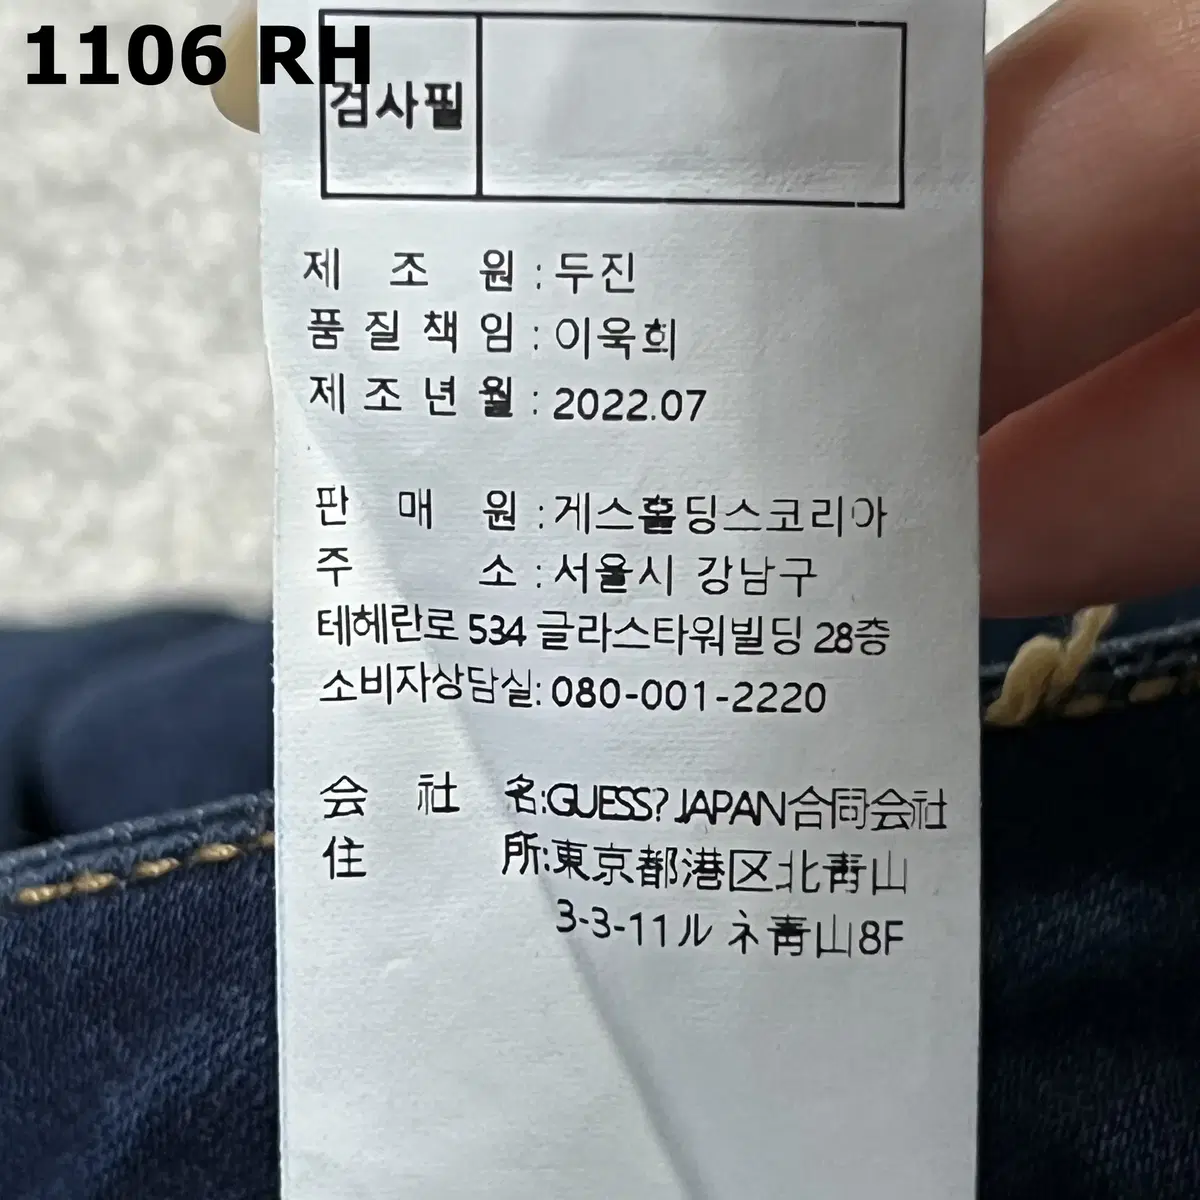 1106 RH
검사필
제 조 원 : 두진
품 질 책 임 : 이욱희
제 조 년 월 : 2022.07
판 매 원 : 게스홀딩스코리아
주 소 : 서울시 강남구
테헤란로 534 글라스타워빌딩 28층
소비자상담실: 080-001-2220
会 社 名:GUESS? JAPAN合同会社
住 所:東京都港区北青山
3-3-11ルネ青山8F